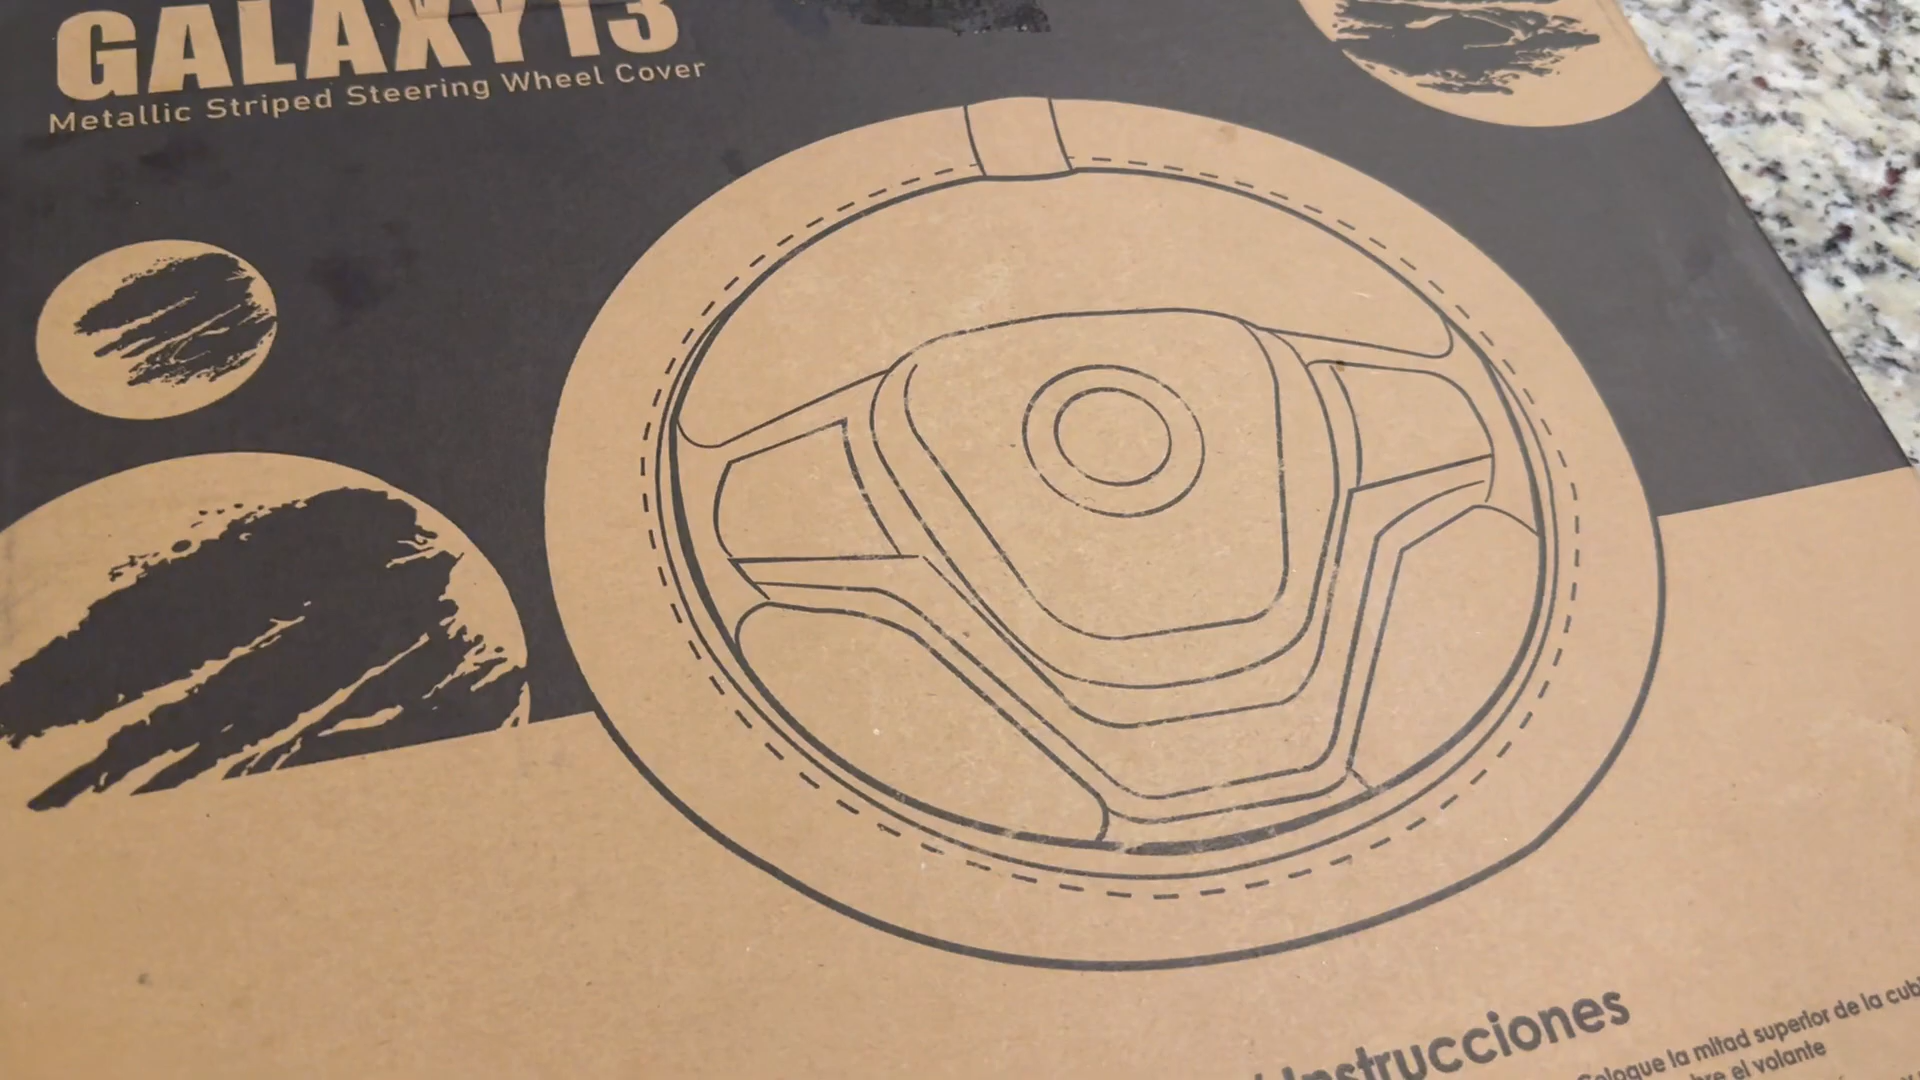 GALAXY13
Metallic Striped Steering Wheel Cover
Instrucciones
Coloque la mitad superior de la
el volante